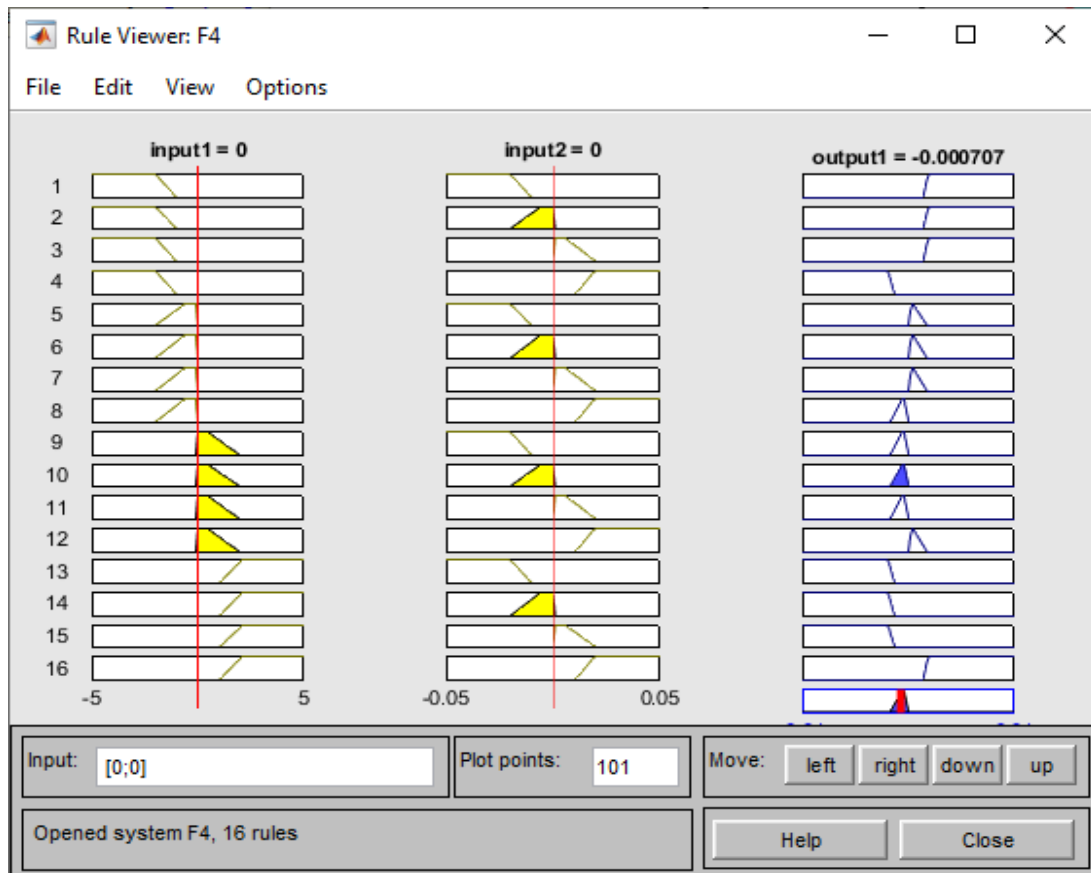 Rule Viewer: F4
File Edit View Options
input1 = 0 input2 = 0 output1 = -0.000707
1
2
3
4
5
6
7
8
9
10
11
12
13
14
15
16
-5 5 -0.05 0.05
Input: [0;0] Plot points: 101 Move: left right down up
Opened system F4, 16 rules Help Close